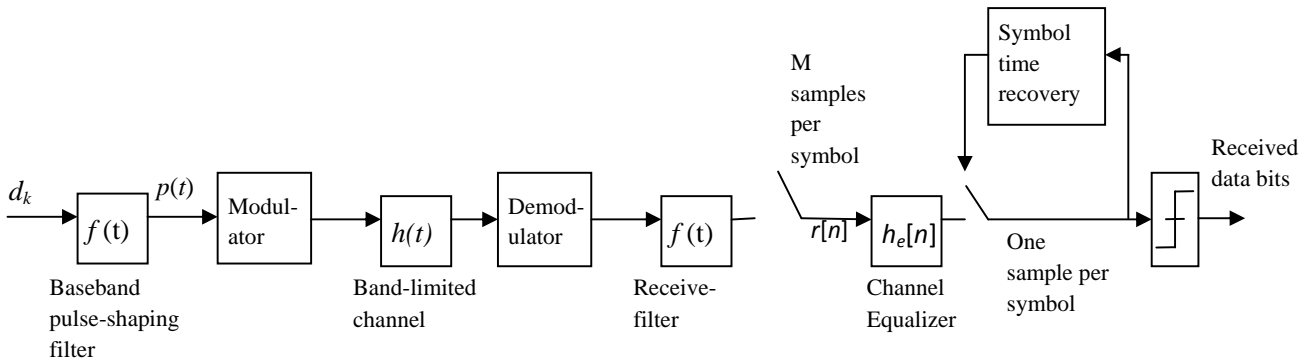 Symbol
time
recovery
M
samples
per
symbol
Received
data bits
d_k
p(t)
f(t)
Modul-
ator
h(t)
Demod-
ulator
f(t)
r[n]
h_e[n]
One
sample per
symbol
Baseband
pulse-shaping
filter
Band-limited
channel
Receive-
filter
Channel
Equalizer